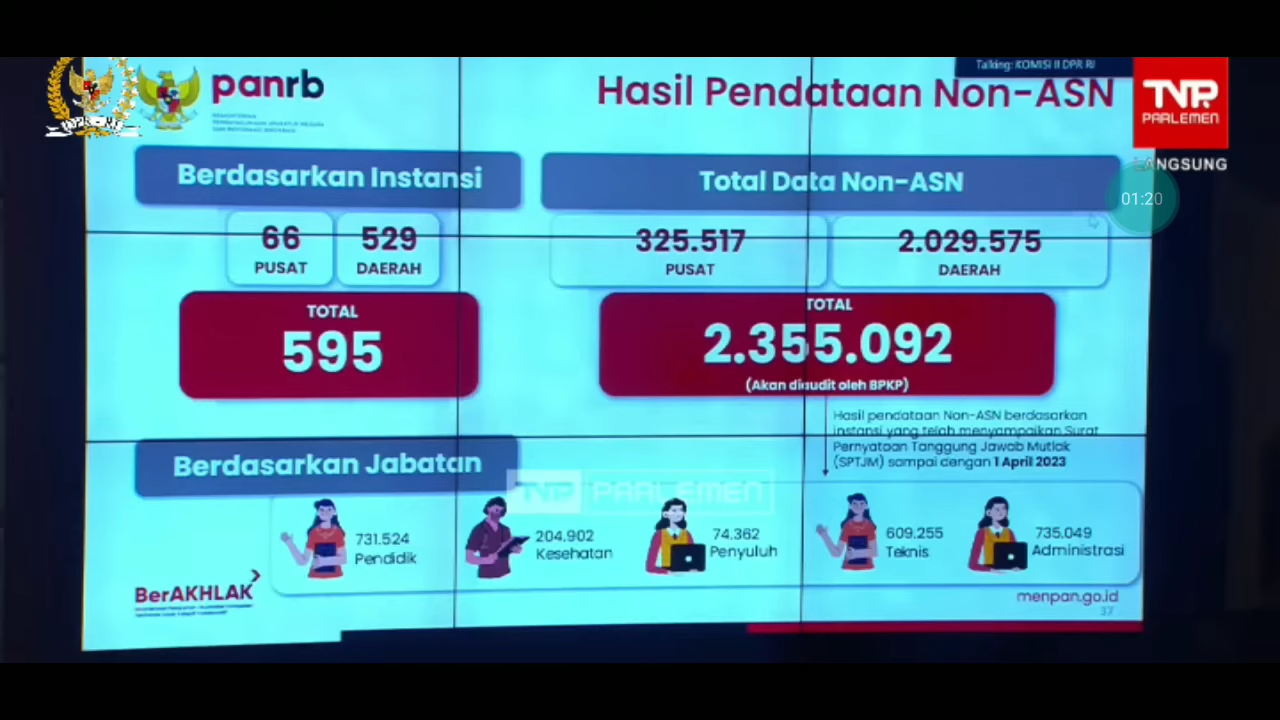 Talking: KOMISI II DPR RI
panrb
Hasil Pendataan Non-ASN
TVP.
PARLEMEN
LANGSUNG
01:20
Berdasarkan Instansi
66
PUSAT
529
DAERAH
TOTAL
595
Total Data Non-ASN
325.517
PUSAT
2.029.575
DAERAH
TOTAL
2.355.092
(Akan diaudit oleh BPKP)
Hasil pendataan Non-ASN berdasarkan
instansi yang telah menyampaikan Surat
Pernyataan Tanggung Jawab Mutlak
(SPTJM) sampai dengan 1 April 2023
Berdasarkan Jabatan
TVP PARLEMEN
731.524
Pendidik
204.902
Kesehatan
74.362
Penyuluh
609.255
Teknis
735.049
Administrasi
BerAKHLAK
menpan.go.id
37